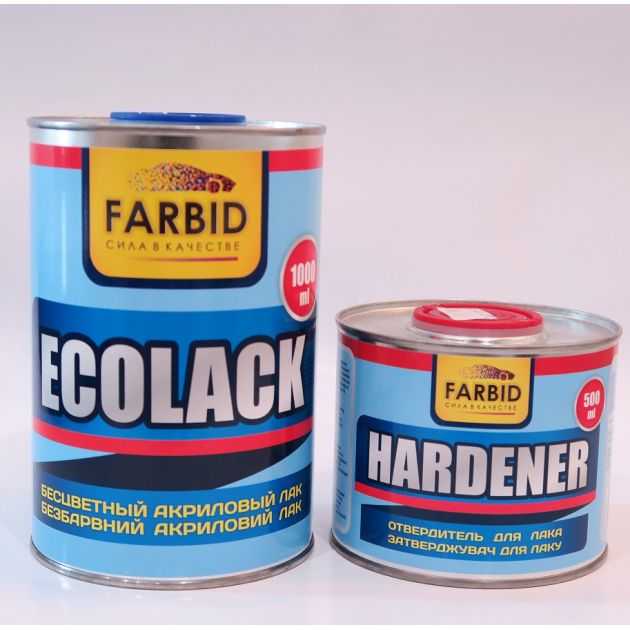 FARBID
СИЛА В КАЧЕСТВЕ
1000
ml
ECOLACK
БЕСЦВЕТНЫЙ АКРИЛОВЫЙ ЛАК
БЕЗБАРВНИЙ АКРИЛОВИЙ ЛАК
FARBID
СИЛА В КАЧЕСТВЕ
500
ml
HARDENER
ОТВЕРДИТЕЛЬ ДЛЯ ЛАКА
ЗАТВЕРДЖУВАЧ ДЛЯ ЛАКУ